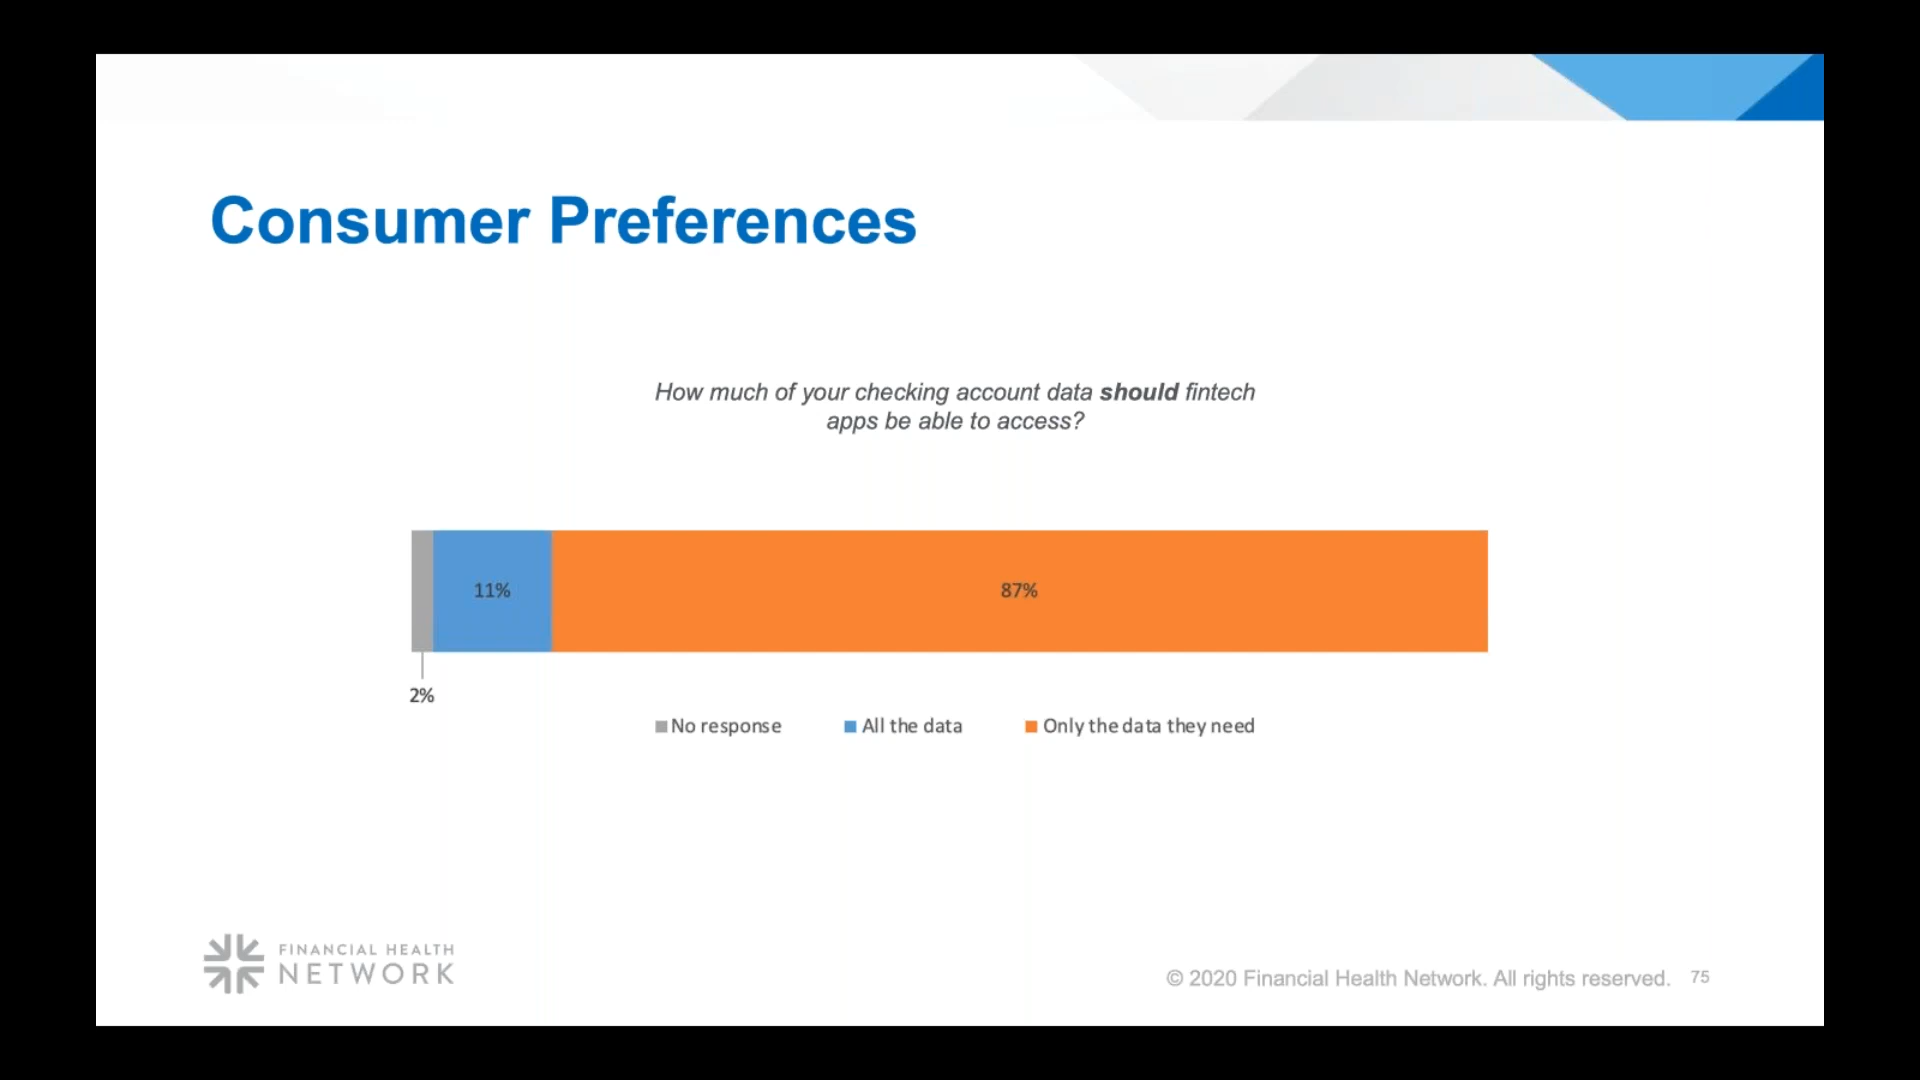 Consumer Preferences
How much of your checking account data should fintech
apps be able to access?
11%
87%
2%
No response
All the data
Only the data they need
FINANCIAL HEALTH
NETWORK
© 2020 Financial Health Network. All rights reserved.
75